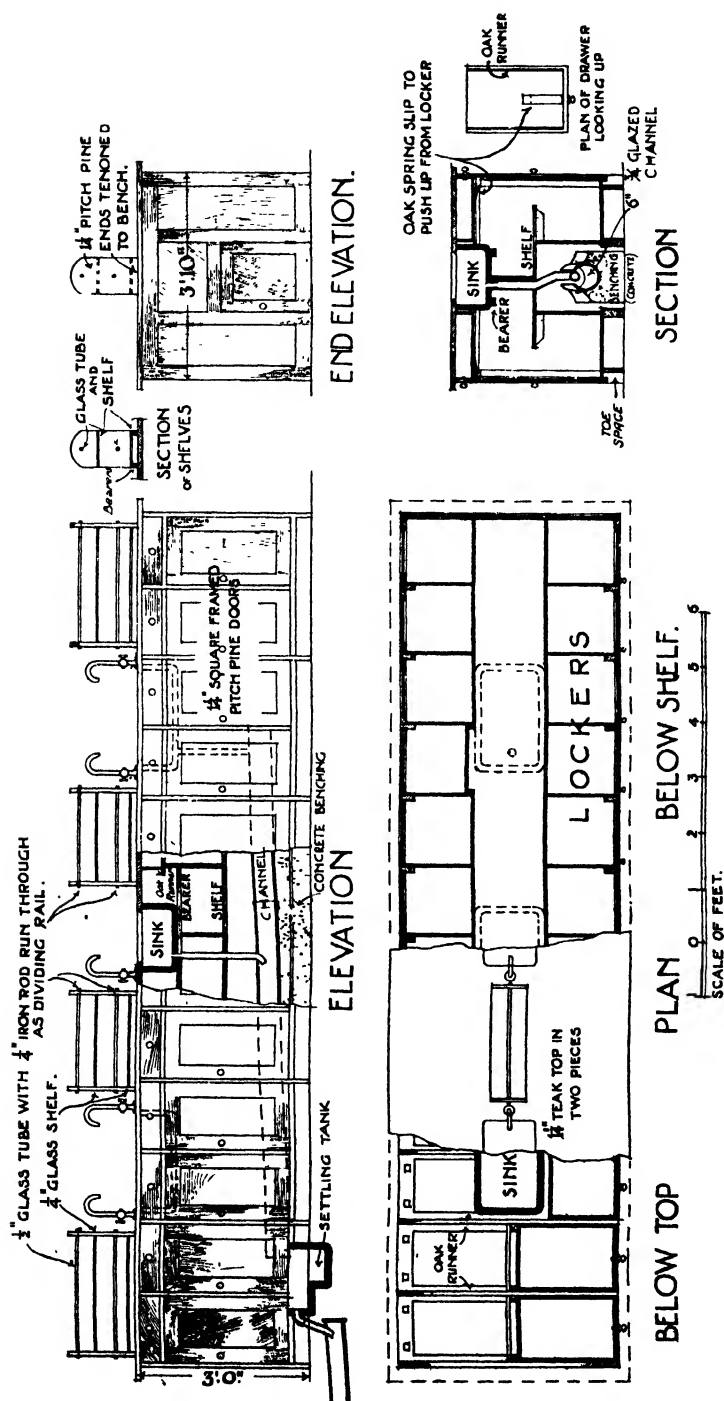 ½" GLASS TUBE WITH ¼" IRON ROD RUN THROUGH
AS DIVIDING RAIL.
¼" GLASS SHELF.
GLASS TUBE
AND
SHELF
Bearer
SECTION
OF SHELVES
1¼" PITCH PINE
ENDS TENONED
TO BENCH.
3'.10"
END ELEVATION.
1¼" SQUARE FRAMED
PITCH PINE DOORS
SINK
Oak
Runner
BEARER
SHELF
CHANNEL
CONCRETE BENCHING
SETTLING TANK
3'.0"
ELEVATION
OAK SPRING SLIP TO
PUSH UP FROM LOCKER
OAK
RUNNER
PLAN OF DRAWER
LOOKING UP
SINK
BEARER
SHELF
6"
BENCHING
(CONCRETE)
GLAZED
CHANNEL
TOE
SPACE
SECTION
OAK
RUNNER
SINK
1¼" TEAK TOP IN
TWO PIECES
LOCKERS
BELOW TOP
PLAN
BELOW SHELF.
0 1 2 3 4 5 6
SCALE OF FEET.